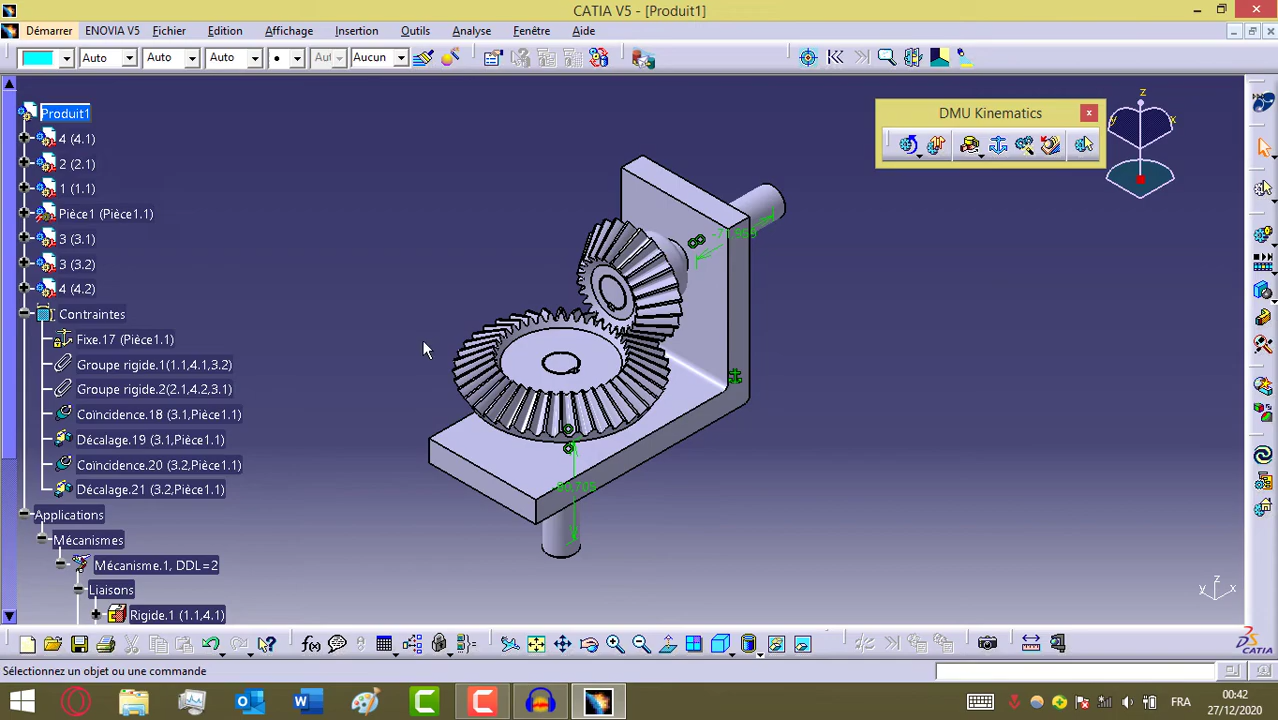 CATIA V5 - [Produit1]
Démarrer ENOVIA V5 Fichier Edition Affichage Insertion Outils Analyse Fenêtre Aide
Auto Auto Auto Aut Aucun
DMU Kinematics
Produit1
4 (4.1)
2 (2.1)
1 (1.1)
Pièce1 (Pièce1.1)
3 (3.1)
3 (3.2)
4 (4.2)
Contraintes
Fixe.17 (Pièce1.1)
Groupe rigide.1(1.1,4.1,3.2)
Groupe rigide.2(2.1,4.2,3.1)
Coïncidence.18 (3.1,Pièce1.1)
Décalage.19 (3.1,Pièce1.1)
Coïncidence.20 (3.2,Pièce1.1)
Décalage.21 (3.2,Pièce1.1)
Applications
Mécanismes
Mécanisme.1, DDL=2
Liaisons
Rigide.1 (1.1,4.1)
z
y x
z
y x
f(x)
CATIA
Sélectionnez un objet ou une commande
FRA
00:42
27/12/2020